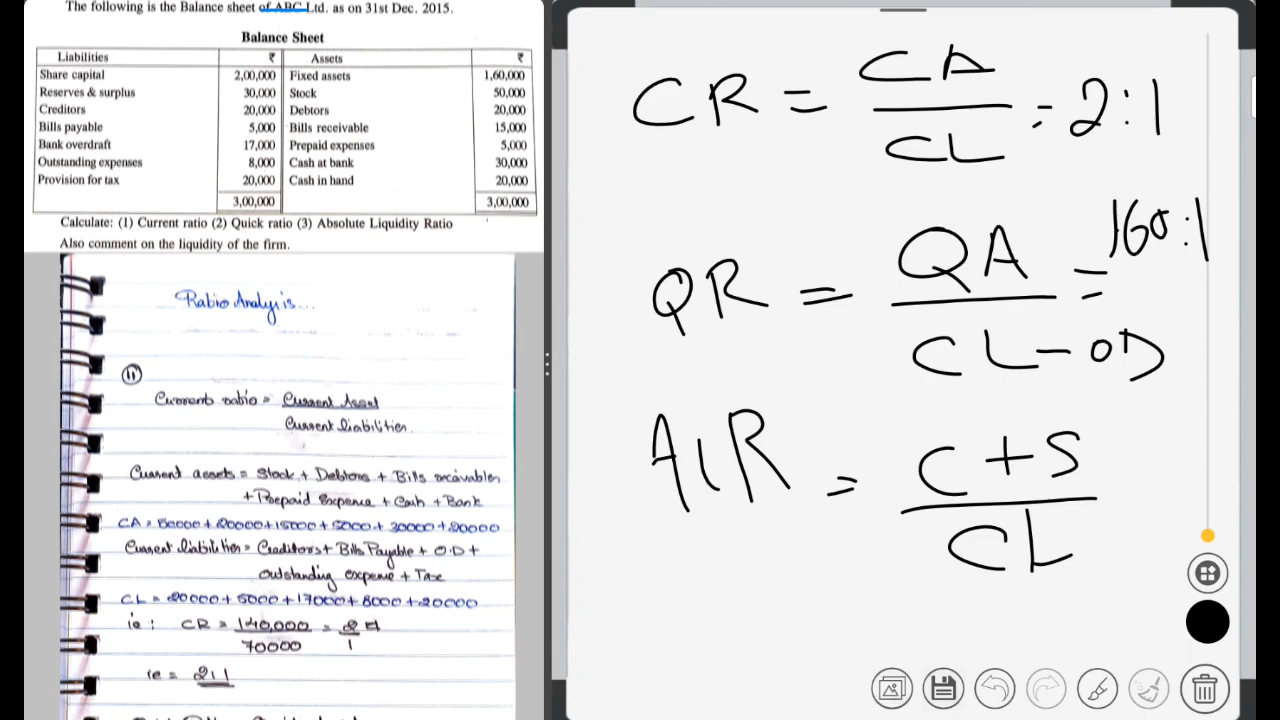 The following is the Balance sheet of ABC Ltd. as on 31st Dec. 2015.
Balance Sheet
Liabilities ₹ Assets ₹
Share capital 2,00,000 Fixed assets 1,60,000
Reserves & surplus 30,000 Stock 50,000
Creditors 20,000 Debtors 20,000
Bills payable 5,000 Bills receivable 15,000
Bank overdraft 17,000 Prepaid expenses 5,000
Outstanding expenses 8,000 Cash at bank 30,000
Provision for tax 20,000 Cash in hand 20,000
3,00,000 3,00,000
Calculate: (1) Current ratio (2) Quick ratio (3) Absolute Liquidity Ratio
Also comment on the liquidity of the firm.
Ratio Analysis...
Current ratio = Current Asset
Current liabilities.
Current assets = Stock + Debtors + Bills receivables
+ Prepaid Expense + Cash + Bank
CA = 50000 + 20000 + 15000 + 5000 + 30000 + 20000
Current liabilities = Creditors + Bills Payable + O.D +
outstanding expense + Tax
CL = 20000 + 5000 + 17000 + 8000 + 20000
ie : CR = 140,000 = 2
70000 1
ie = 2:1
CR = CA = 2:1
CL
QR = QA = 160:1
CL - OD
AlR = C + S
CL